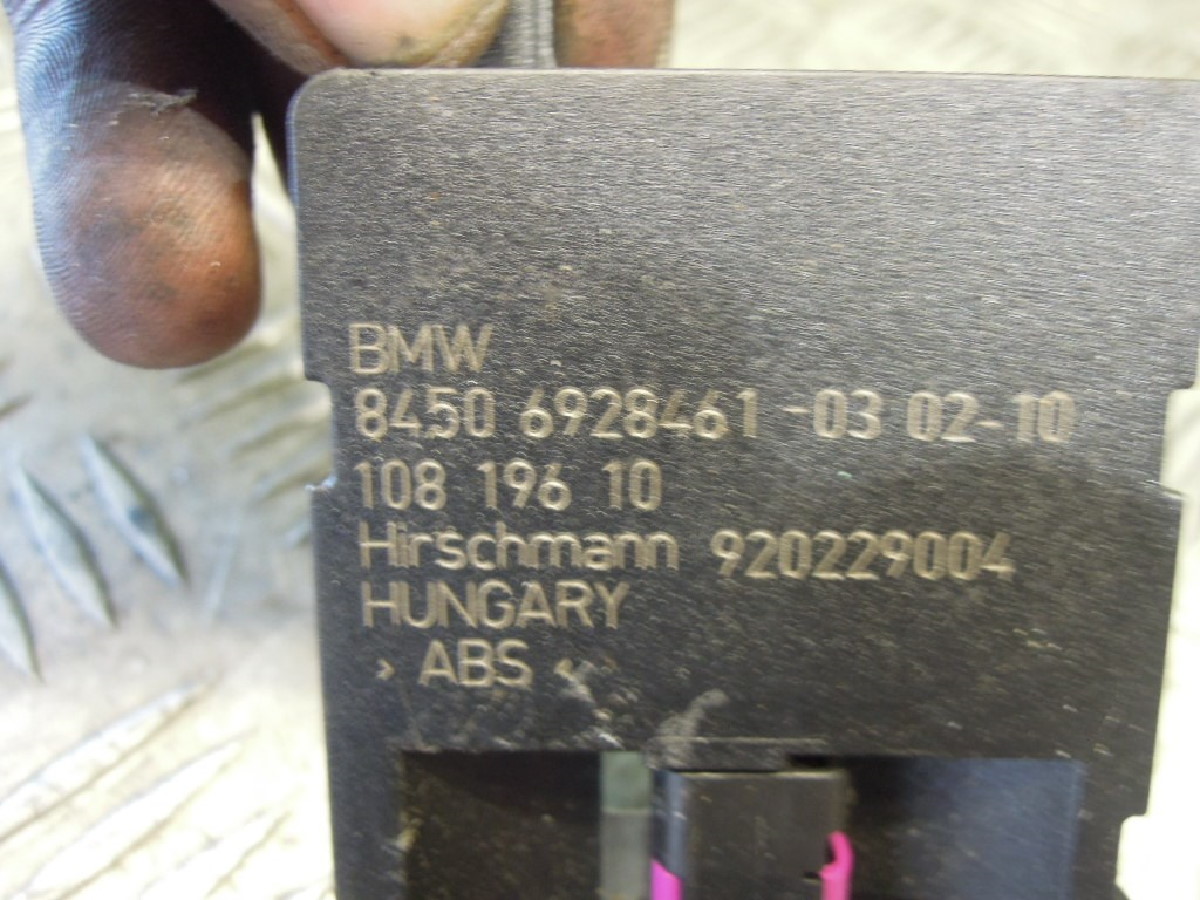 BMW
8450 6928461 -03 02-10
108 196 10
Hirschmann 920229004
HUNGARY
> ABS <